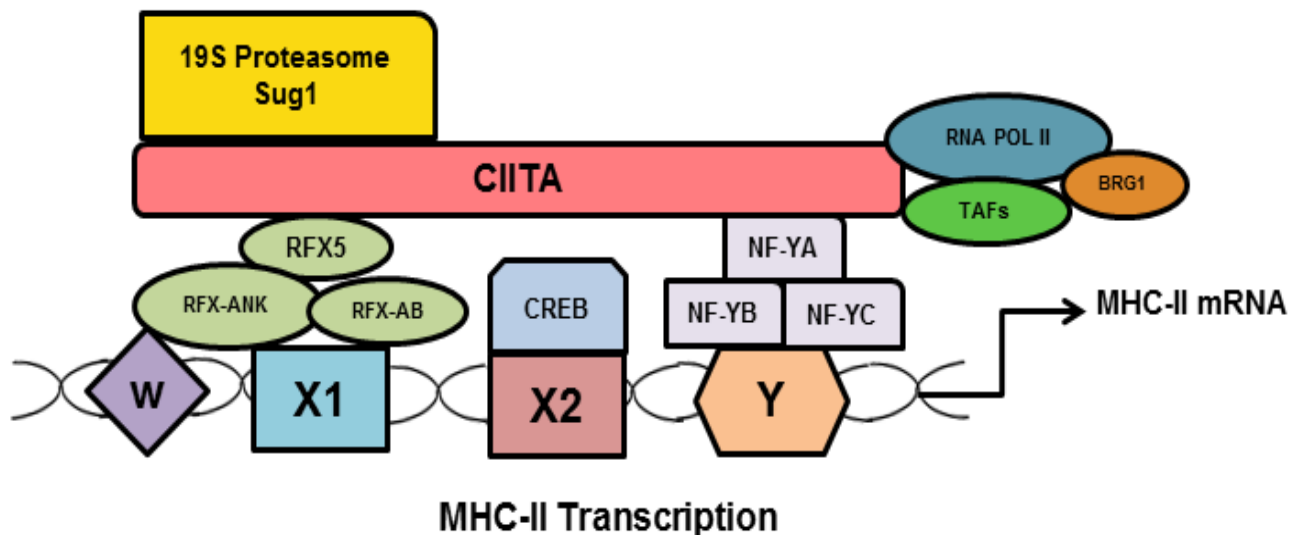 19S Proteasome
Sug1
CIITA
RNA POL II
BRG1
TAFs
RFX5
NF-YA
RFX-ANK
RFX-AB
CREB
NF-YB
NF-YC
MHC-II mRNA
W
X1
X2
Y
MHC-II Transcription